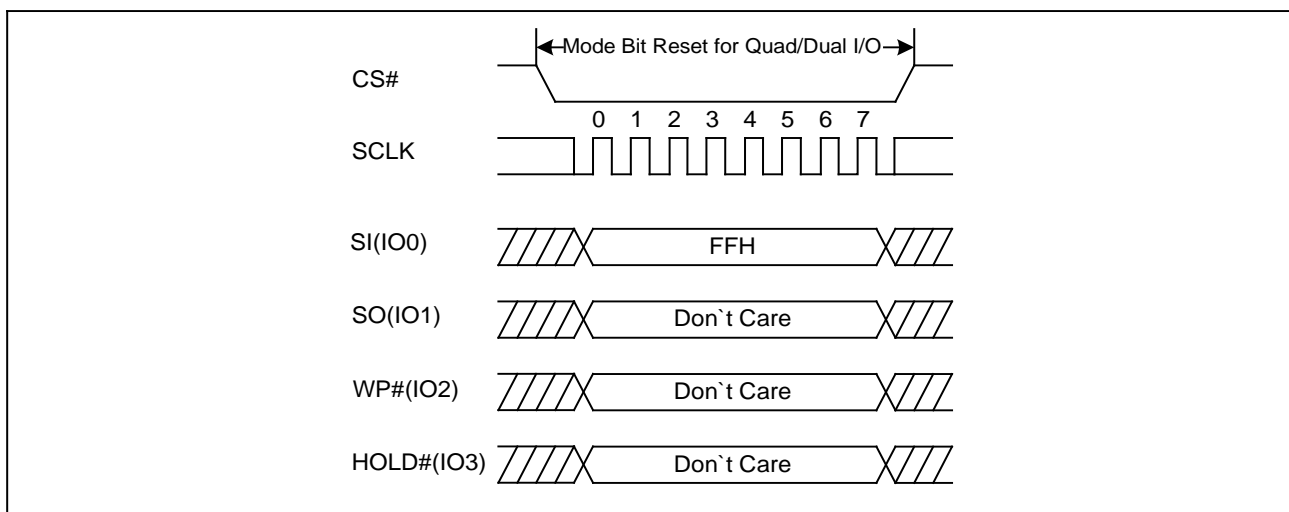 Mode Bit Reset for Quad/Dual I/O
CS#
0 1 2 3 4 5 6 7
SCLK
SI(IO0) FFH
SO(IO1) Don`t Care
WP#(IO2) Don`t Care
HOLD#(IO3) Don`t Care